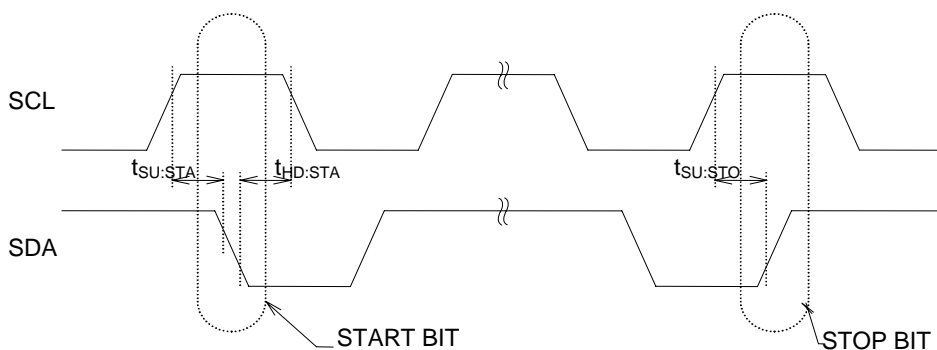 SCL
tSU:STA
tHD:STA
tSU:STO
SDA
START BIT
STOP BIT